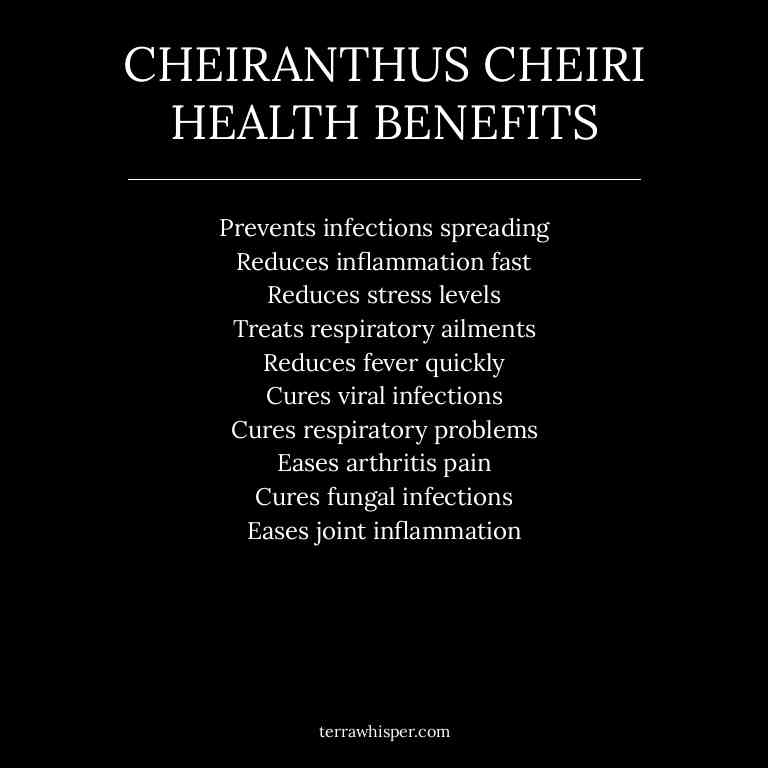 CHEIRANTHUS CHEIRI
HEALTH BENEFITS
Prevents infections spreading
Reduces inflammation fast
Reduces stress levels
Treats respiratory ailments
Reduces fever quickly
Cures viral infections
Cures respiratory problems
Eases arthritis pain
Cures fungal infections
Eases joint inflammation
terrawhisper.com